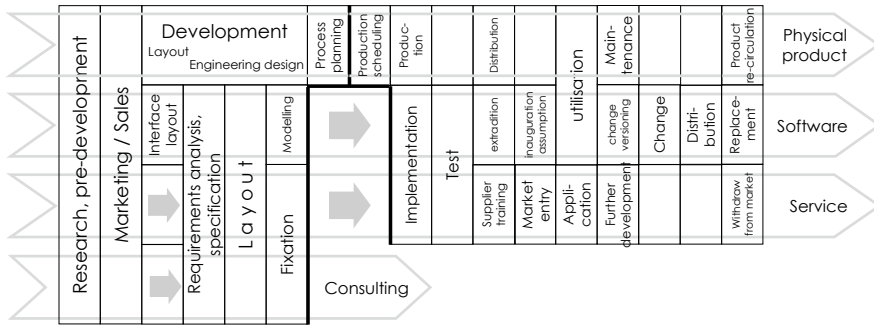 Research, pre-development
Marketing / Sales
Development
Layout
Engineering design
Process
planning
Production
scheduling
Produc-
tion
Distribution
utilisation
Main-
tenance
Product
re-circulation
Physical
product
Interface
layout
Requirements analysis,
specification
Layout
Modelling
Implementation
Test
extradition
inauguration
assumption
change
versioning
Change
Distri-
bution
Replace-
ment
Software
Fixation
Supplier
training
Market
entry
Appli-
cation
Further
development
Withdraw
from market
Service
Consulting